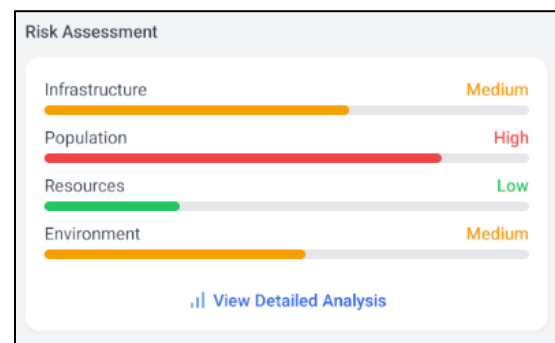 Risk Assessment
Infrastructure Medium
Population High
Resources Low
Environment Medium
View Detailed Analysis